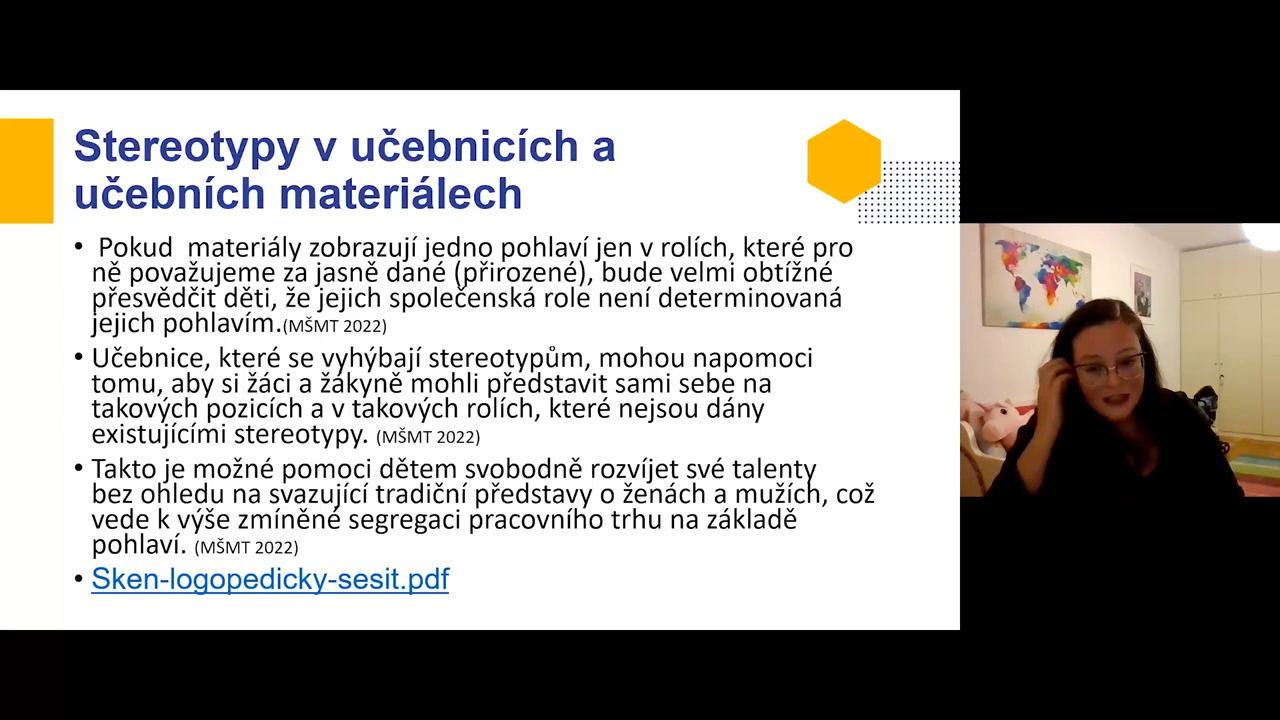 Stereotypy v učebnicích a
učebních materiálech
• Pokud materiály zobrazují jedno pohlaví jen v rolích, které pro
ně považujeme za jasně dané (přirozené), bude velmi obtížné
přesvědčit děti, že jejich společenská role není determinovaná
jejich pohlavím.(MŠMT 2022)
• Učebnice, které se vyhýbají stereotypům, mohou napomoci
tomu, aby si žáci a žákyně mohli představit sami sebe na
takových pozicích a v takových rolích, které nejsou dány
existujícími stereotypy. (MŠMT 2022)
• Takto je možné pomoci dětem svobodně rozvíjet své talenty
bez ohledu na svazující tradiční představy o ženách a mužích, což
vede k výše zmíněné segregaci pracovního trhu na základě
pohlaví. (MŠMT 2022)
• Sken-logopedicky-sesit.pdf